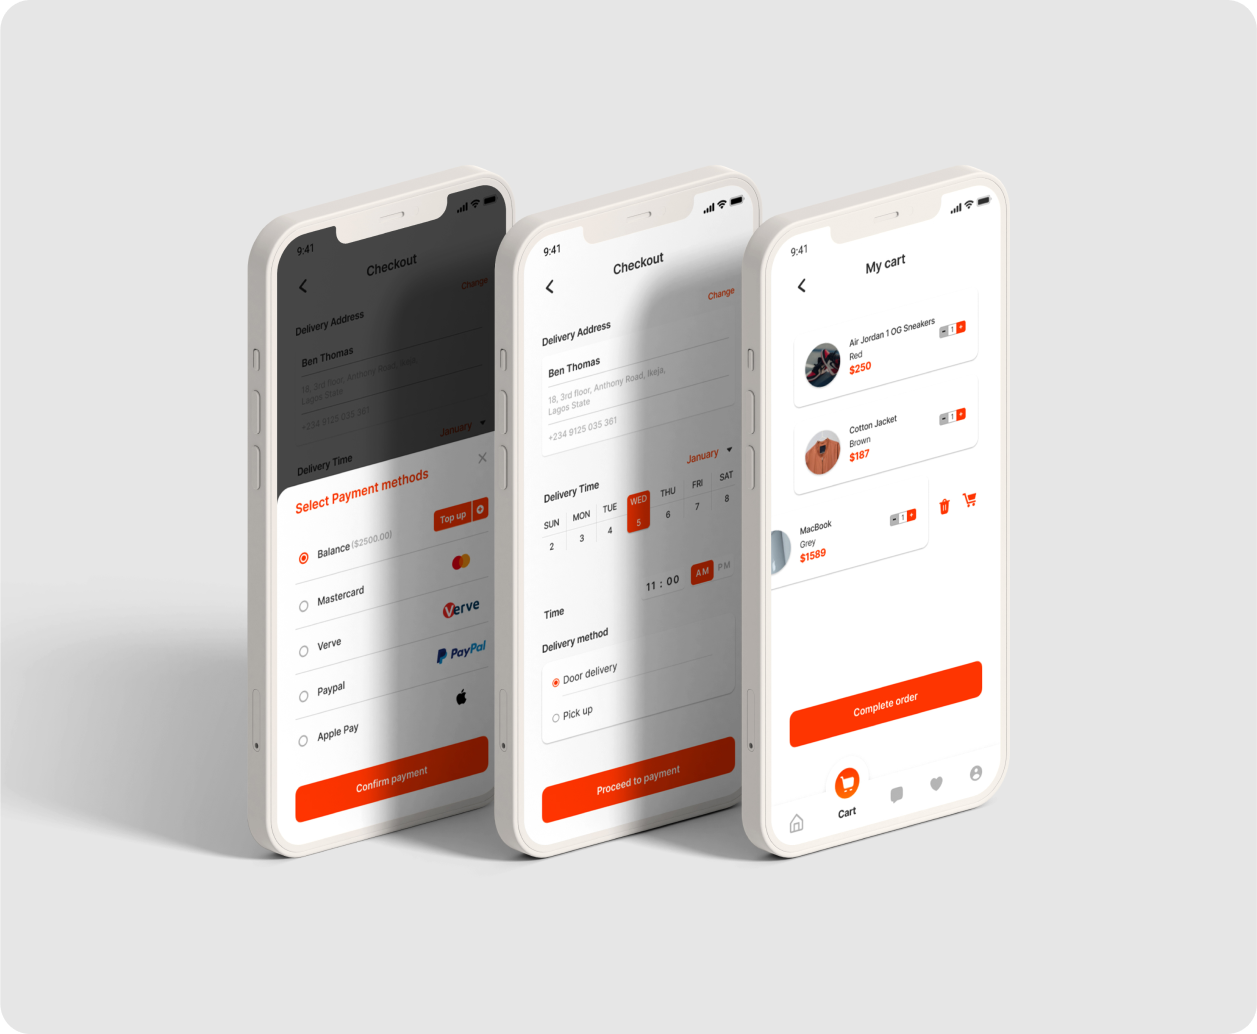 9:41
Checkout
Change
Delivery Address
Ben Thomas
18, 3rd floor, Anthony Road, Ikeja,
Lagos State
+234 9125 035 361
January
Delivery Time
Select Payment methods
Top up
Balance ($2500.00)
Mastercard
Verve
Verve
Paypal
PayPal
Apple Pay
Confirm payment
9:41
Checkout
Change
Delivery Address
Ben Thomas
18, 3rd floor, Anthony Road, Ikeja,
Lagos State
+234 9125 035 361
January
Delivery Time
SUN MON TUE WED THU FRI SAT
2 3 4 5 6 7 8
11 : 00 AM PM
Time
Delivery method
Door delivery
Pick up
Proceed to payment
9:41
My cart
Air Jordan 1 OG Sneakers
Red
$250
- 1 +
Cotton Jacket
Brown
$187
- 1 +
MacBook
Grey
$1589
- 1 +
Complete order
Cart